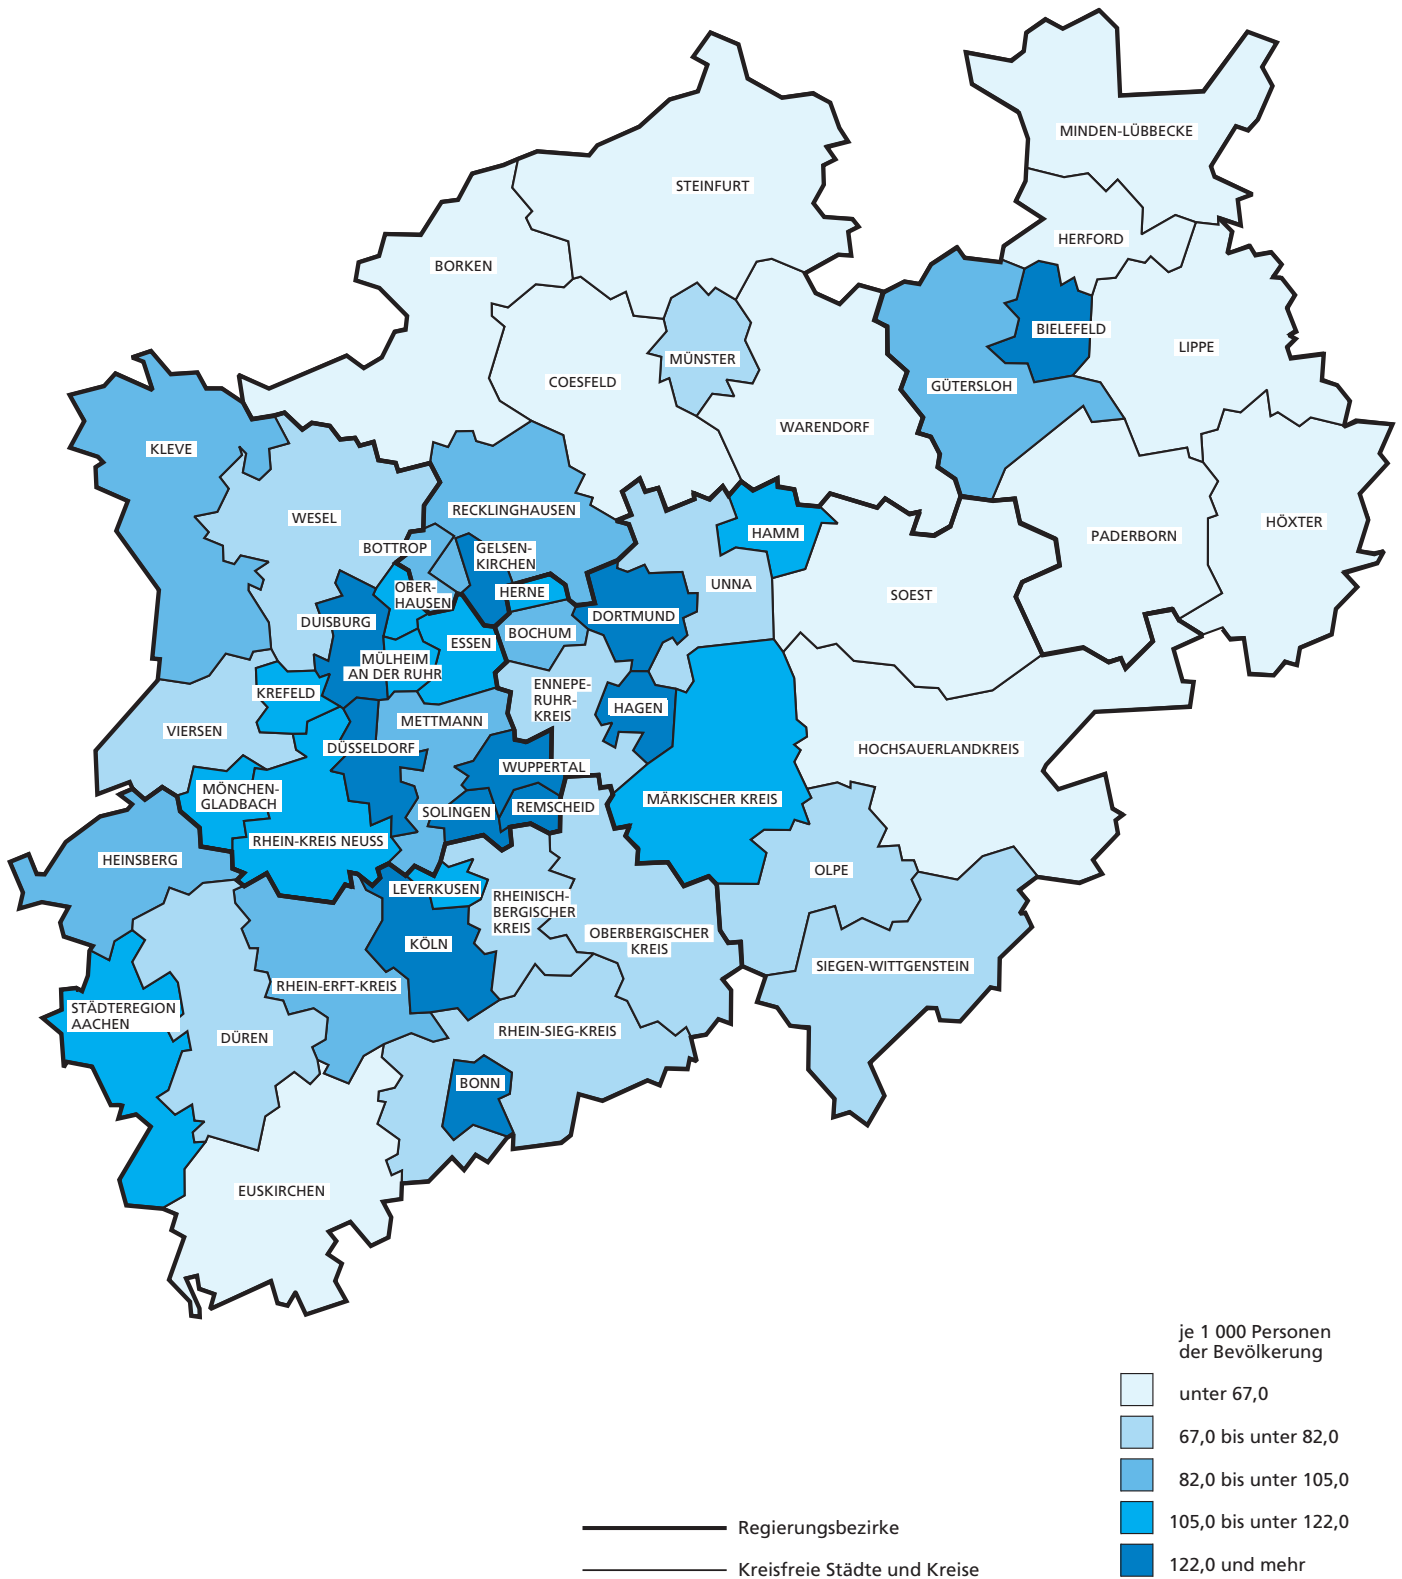 MINDEN-LÜBBECKE
STEINFURT
HERFORD
BORKEN
BIELEFELD
LIPPE
MÜNSTER
COESFELD
GÜTERSLOH
WARENDORF
KLEVE
RECKLINGHAUSEN
WESEL
HÖXTER
HAMM
PADERBORN
BOTTROP
GELSEN-
KIRCHEN
UNNA
OBER-
HAUSEN
HERNE
SOEST
DUISBURG
DORTMUND
BOCHUM
ESSEN
MÜLHEIM
AN DER RUHR
KREFELD
ENNEPE-
RUHR-
KREIS
HAGEN
METTMANN
VIERSEN
DÜSSELDORF
HOCHSAUERLANDKREIS
WUPPERTAL
MÖNCHEN-
GLADBACH
MÄRKISCHER KREIS
REMSCHEID
SOLINGEN
RHEIN-KREIS NEUSS
HEINSBERG
OLPE
LEVERKUSEN
RHEINISCH-
BERGISCHER
KREIS
OBERBERGISCHER
KREIS
KÖLN
SIEGEN-WITTGENSTEIN
RHEIN-ERFT-KREIS
STÄDTEREGION
AACHEN
RHEIN-SIEG-KREIS
DÜREN
BONN
EUSKIRCHEN
je 1 000 Personen
der Bevölkerung
unter 67,0
67,0 bis unter 82,0
82,0 bis unter 105,0
105,0 bis unter 122,0
122,0 und mehr
Regierungsbezirke
Kreisfreie Städte und Kreise